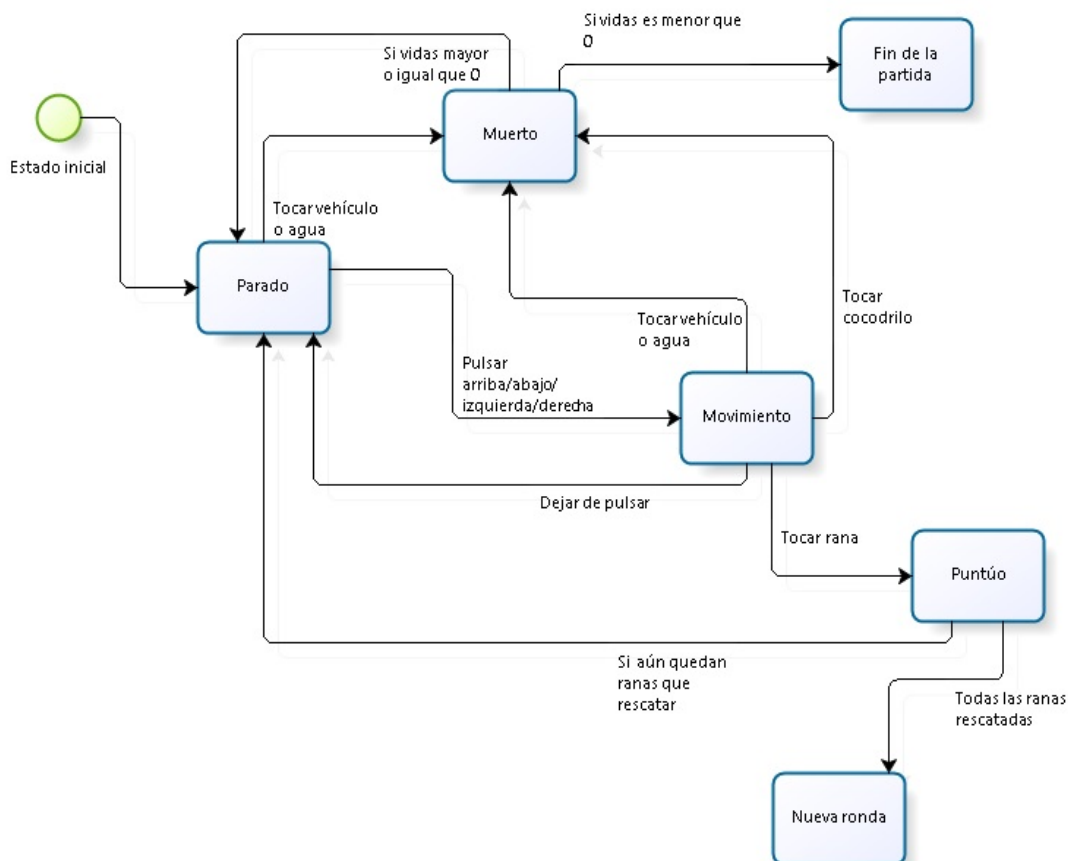 Si vidas es menor que
0
Fin de la
partida
Si vidas mayor
o igual que 0
Muerto
Estado inicial
Tocar vehículo
o agua
Parado
Tocar
cocodrilo
Tocar vehículo
o agua
Pulsar
arriba/abajo/
izquierda/derecha
Movimiento
Dejar de pulsar
Tocar rana
Puntúo
Si aún quedan
ranas que
rescatar
Todas las ranas
rescatadas
Nueva ronda